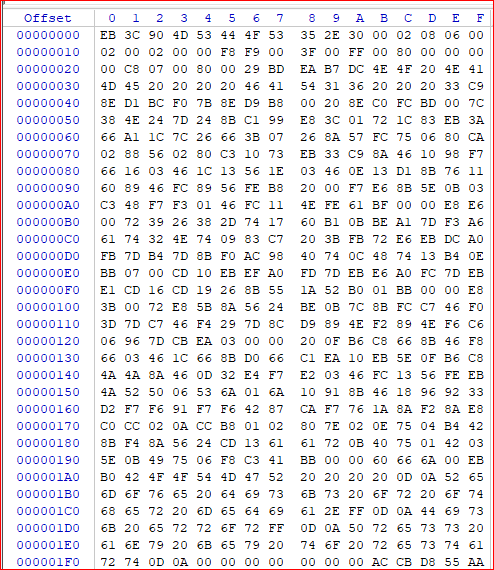 Offset 0 1 2 3 4 5 6 7 8 9 A B C D E F
00000000 EB 3C 90 4D 53 44 4F 53 35 2E 30 00 02 08 06 00
00000010 02 00 02 00 00 F8 F9 00 3F 00 FF 00 80 00 00 00
00000020 00 C8 07 00 80 00 29 BD EA B7 DC 4E 4F 20 4E 41
00000030 4D 45 20 20 20 20 46 41 54 31 36 20 20 20 33 C9
00000040 8E D1 BC F0 7B 8E D9 B8 00 20 8E C0 FC BD 00 7C
00000050 38 4E 24 7D 24 8B C1 99 E8 3C 01 72 1C 83 EB 3A
00000060 66 A1 1C 7C 26 66 3B 07 26 8A 57 FC 75 06 80 CA
00000070 02 88 56 02 80 C3 10 73 EB 33 C9 8A 46 10 98 F7
00000080 66 16 03 46 1C 13 56 1E 03 46 0E 13 D1 8B 76 11
00000090 60 89 46 FC 89 56 FE B8 20 00 F7 E6 8B 5E 0B 03
000000A0 C3 48 F7 F3 01 46 FC 11 4E FE 61 BF 00 00 E8 E6
000000B0 00 72 39 26 38 2D 74 17 60 B1 0B BE A1 7D F3 A6
000000C0 61 74 32 4E 74 09 83 C7 20 3B FB 72 E6 EB DC A0
000000D0 FB 7D B4 7D 8B F0 AC 98 40 74 0C 48 74 13 B4 0E
000000E0 BB 07 00 CD 10 EB EF A0 FD 7D EB E6 A0 FC 7D EB
000000F0 E1 CD 16 CD 19 26 8B 55 1A 52 B0 01 BB 00 00 E8
00000100 3B 00 72 E8 5B 8A 56 24 BE 0B 7C 8B FC C7 46 F0
00000110 3D 7D C7 46 F4 29 7D 8C D9 89 4E F2 89 4E F6 C6
00000120 06 96 7D CB EA 03 00 00 20 0F B6 C8 66 8B 46 F8
00000130 66 03 46 1C 66 8B D0 66 C1 EA 10 EB 5E 0F B6 C8
00000140 4A 4A 8A 46 0D 32 E4 F7 E2 03 46 FC 13 56 FE EB
00000150 4A 52 50 06 53 6A 01 6A 10 91 8B 46 18 96 92 33
00000160 D2 F7 F6 91 F7 F6 42 87 CA F7 76 1A 8A F2 8A E8
00000170 C0 CC 02 0A CC B8 01 02 80 7E 02 0E 75 04 B4 42
00000180 8B F4 8A 56 24 CD 13 61 61 72 0B 40 75 01 42 03
00000190 5E 0B 49 75 06 F8 C3 41 BB 00 00 60 66 6A 00 EB
000001A0 B0 42 4F 4F 54 4D 47 52 20 20 20 20 0D 0A 52 65
000001B0 6D 6F 76 65 20 64 69 73 6B 73 20 6F 72 20 6F 74
000001C0 68 65 72 20 6D 65 64 69 61 2E FF 0D 0A 44 69 73
000001D0 6B 20 65 72 72 6F 72 FF 0D 0A 50 72 65 73 73 20
000001E0 61 6E 79 20 6B 65 79 20 74 6F 20 72 65 73 74 61
000001F0 72 74 0D 0A 00 00 00 00 00 00 00 AC CB D8 55 AA